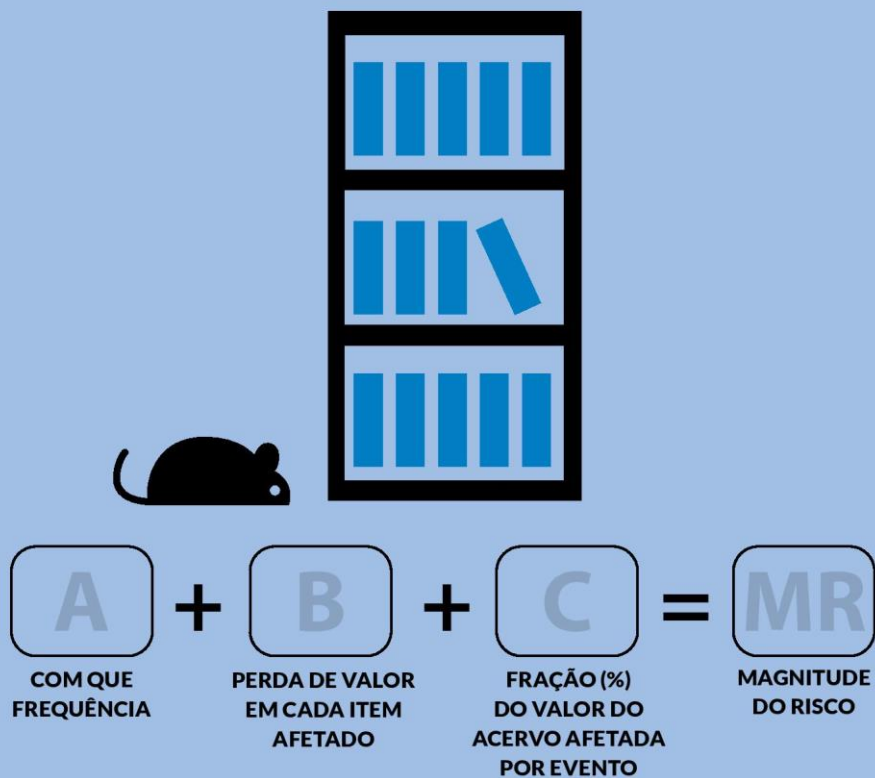 A + B + C = MR
COM QUE
FREQUÊNCIA
PERDA DE VALOR
EM CADA ITEM
AFETADO
FRAÇÃO (%)
DO VALOR DO
ACERVO AFETADA
POR EVENTO
MAGNITUDE
DO RISCO